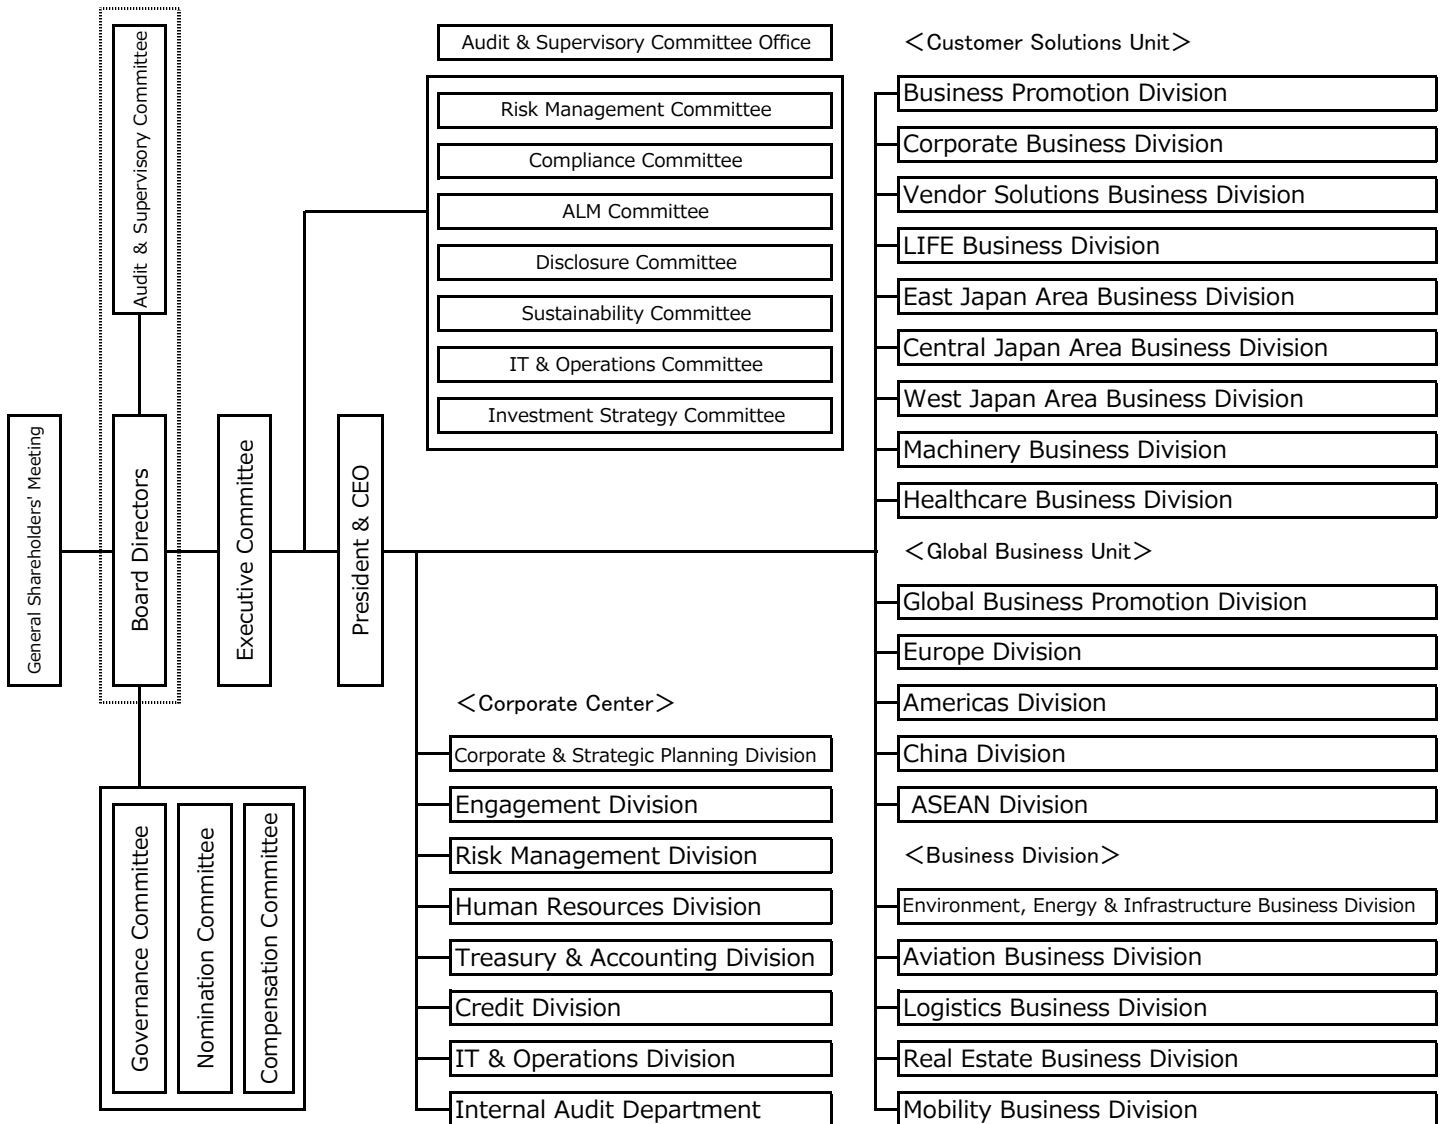 General Shareholders' Meeting
Audit & Supervisory Committee
Board Directors
Governance Committee
Nomination Committee
Compensation Committee
Executive Committee
President & CEO
Audit & Supervisory Committee Office
Risk Management Committee
Compliance Committee
ALM Committee
Disclosure Committee
Sustainability Committee
IT & Operations Committee
Investment Strategy Committee
＜Corporate Center＞
Corporate & Strategic Planning Division
Engagement Division
Risk Management Division
Human Resources Division
Treasury & Accounting Division
Credit Division
IT & Operations Division
Internal Audit Department
＜Customer Solutions Unit＞
Business Promotion Division
Corporate Business Division
Vendor Solutions Business Division
LIFE Business Division
East Japan Area Business Division
Central Japan Area Business Division
West Japan Area Business Division
Machinery Business Division
Healthcare Business Division
＜Global Business Unit＞
Global Business Promotion Division
Europe Division
Americas Division
China Division
ASEAN Division
＜Business Division＞
Environment, Energy & Infrastructure Business Division
Aviation Business Division
Logistics Business Division
Real Estate Business Division
Mobility Business Division